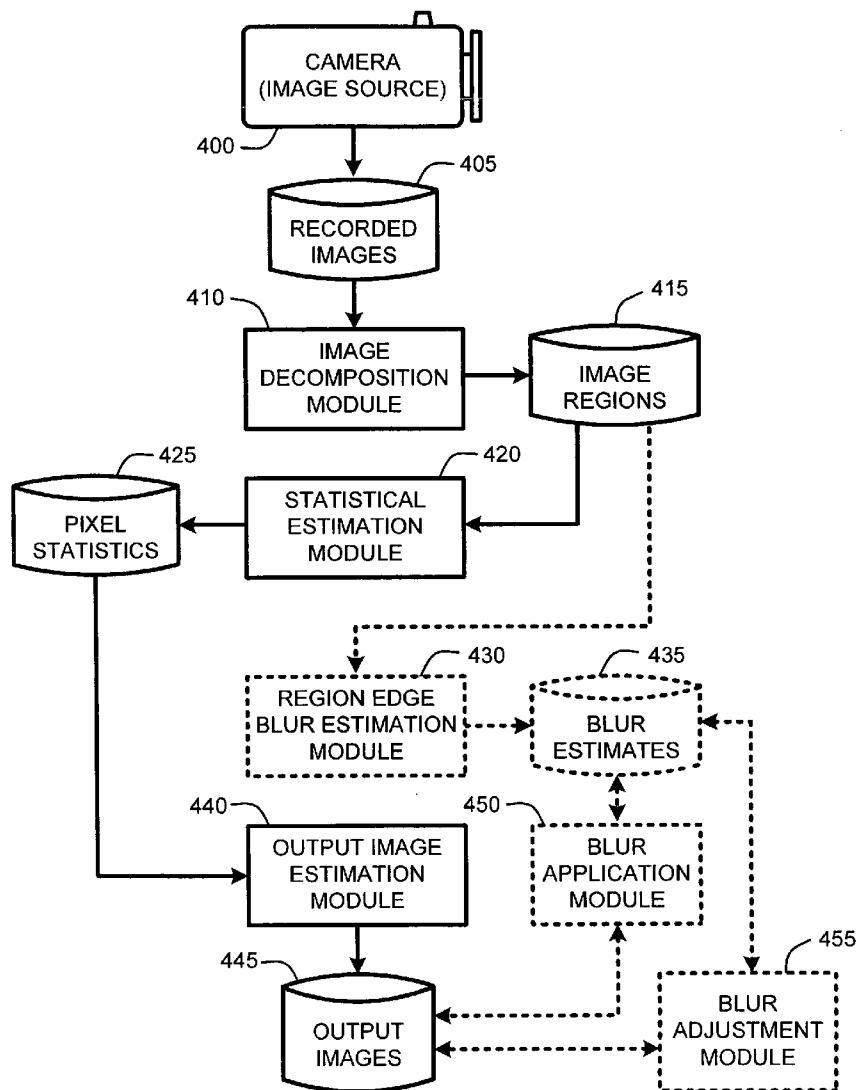 CAMERA
(IMAGE SOURCE)
400
405
RECORDED
IMAGES
410
IMAGE
DECOMPOSITION
MODULE
415
IMAGE
REGIONS
425
PIXEL
STATISTICS
420
STATISTICAL
ESTIMATION
MODULE
430
REGION EDGE
BLUR ESTIMATION
MODULE
435
BLUR
ESTIMATES
440
OUTPUT IMAGE
ESTIMATION
MODULE
450
BLUR
APPLICATION
MODULE
445
OUTPUT
IMAGES
455
BLUR
ADJUSTMENT
MODULE